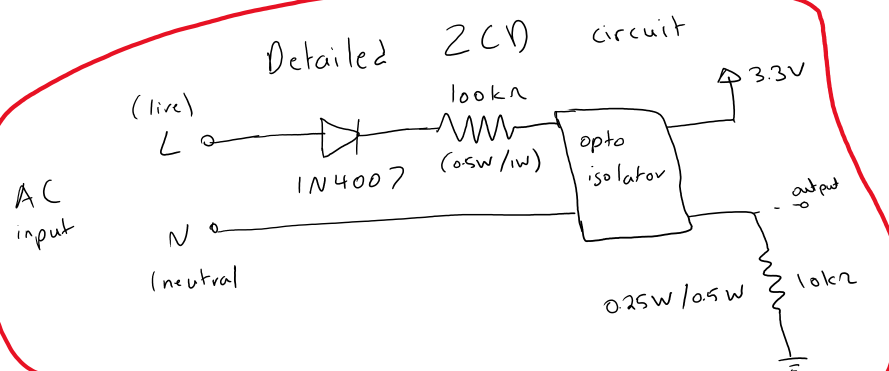 Detailed ZCD circuit
3.3V
100kΩ
(live)
L
opto
isolator
(0.5W/1W)
1N4007
output
AC
input
N
(neutral
10kΩ
0.25W/0.5W